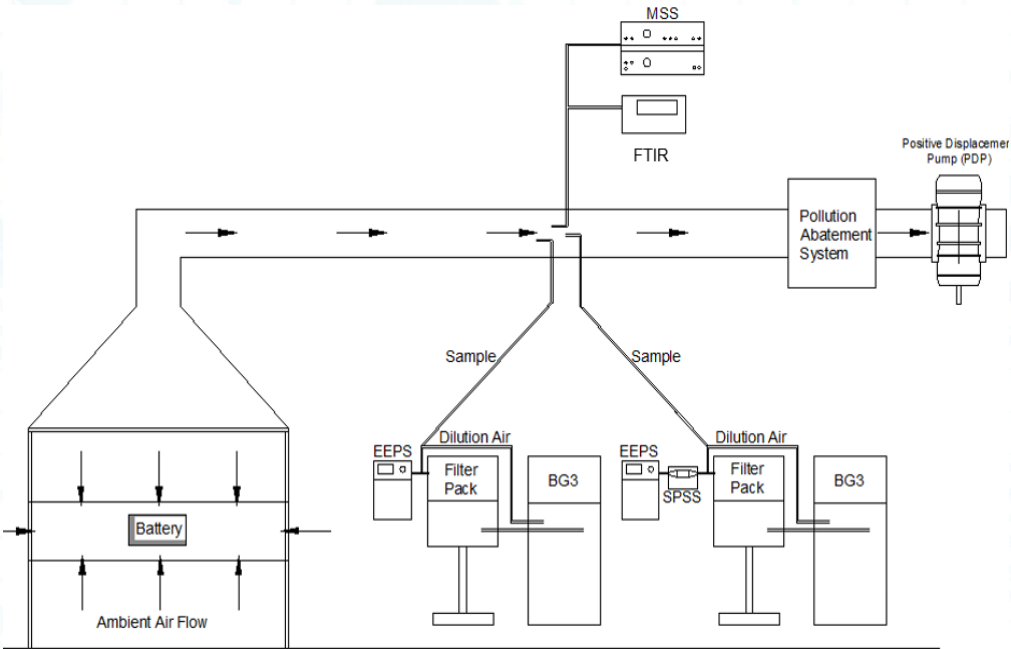 MSS
FTIR
Positive Displacemen
Pump (PDP)
Pollution
Abatement
System
Sample
Sample
Dilution Air
Dilution Air
EEPS
Filter
Pack
BG3
EEPS
SPSS
Filter
Pack
BG3
Battery
Ambient Air Flow